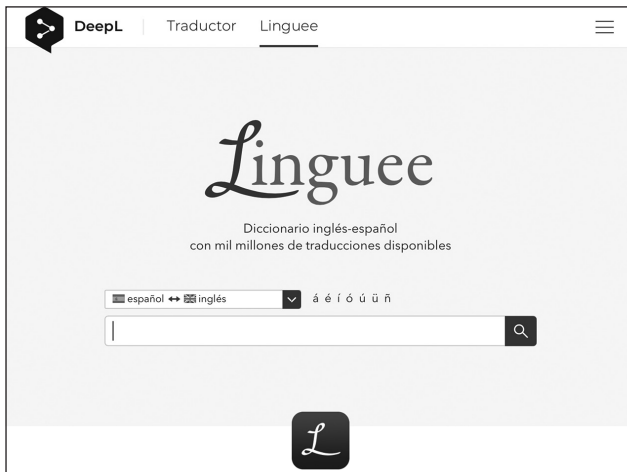 DeepL Traductor Linguee
Linguee
Diccionario inglés-español
con mil millones de traducciones disponibles
español ↔ inglés á é í ó ú ü ñ
L